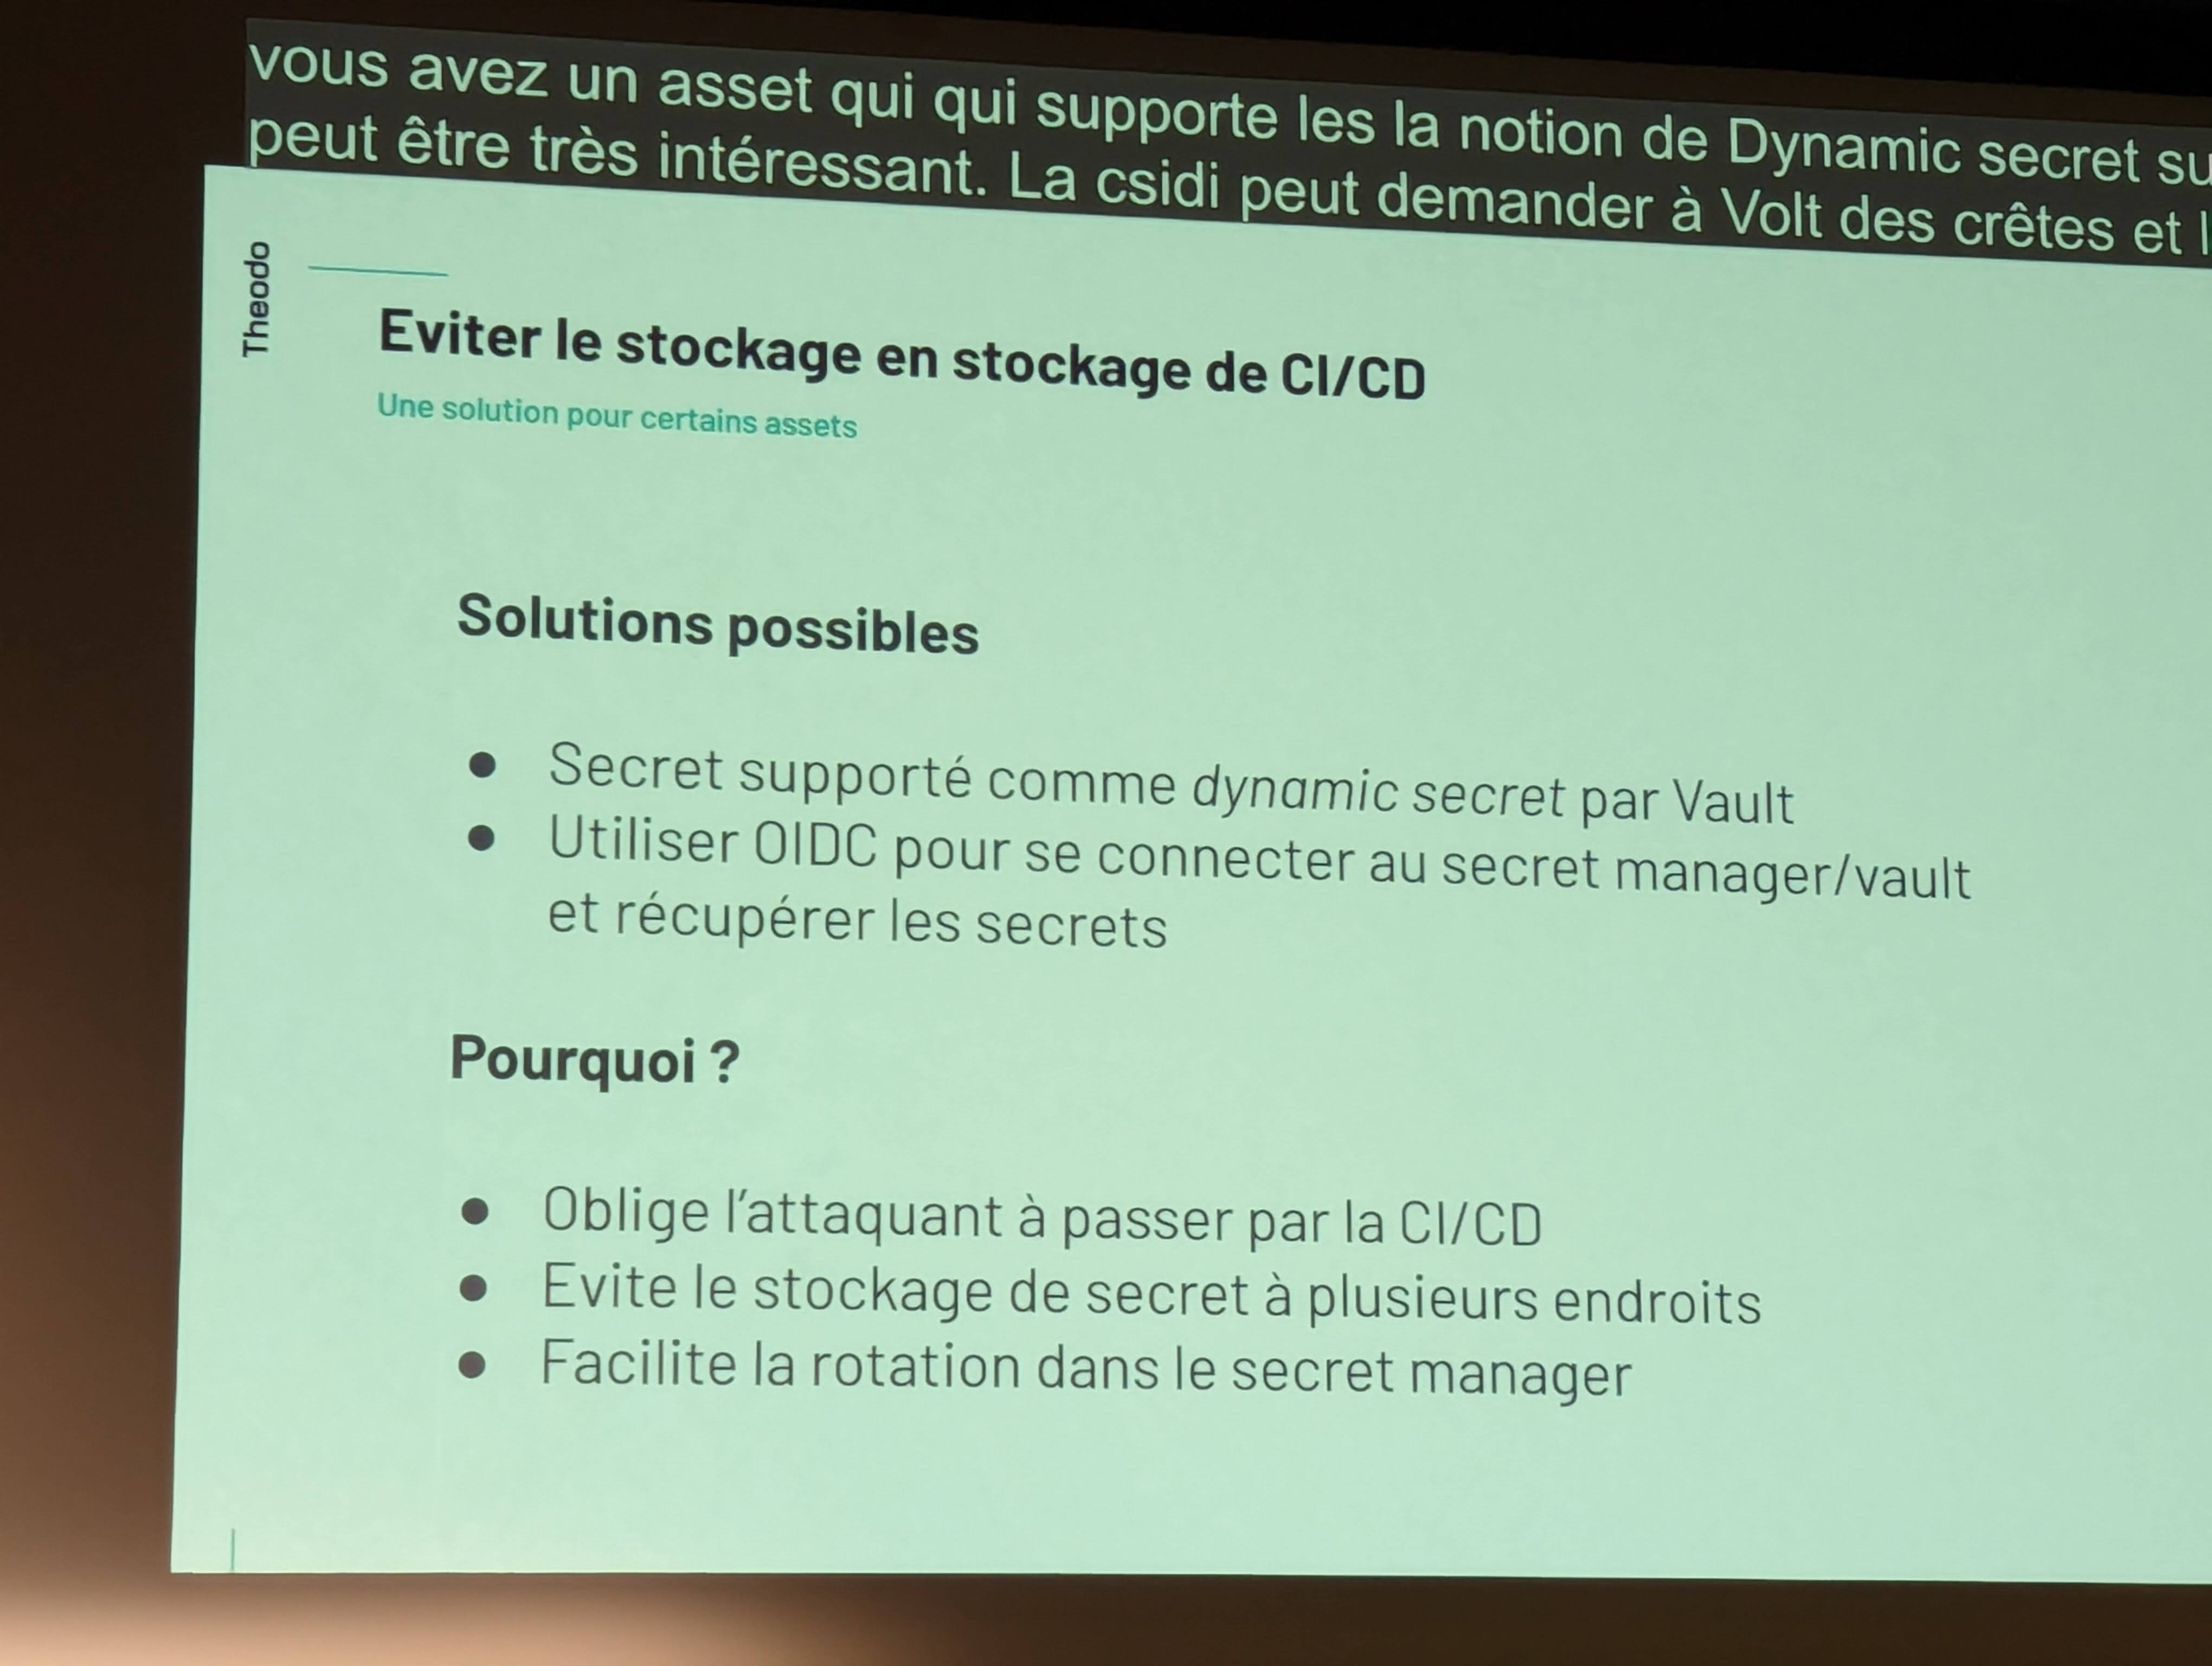 vous avez un asset qui qui supporte les la notion de Dynamic secret su
peut être très intéressant. La csidi peut demander à Volt des crêtes et l
Theodo
Eviter le stockage en stockage de CI/CD
Une solution pour certains assets
Solutions possibles
● Secret supporté comme dynamic secret par Vault
● Utiliser OIDC pour se connecter au secret manager/vault
et récupérer les secrets
Pourquoi ?
● Oblige l'attaquant à passer par la CI/CD
● Evite le stockage de secret à plusieurs endroits
● Facilite la rotation dans le secret manager